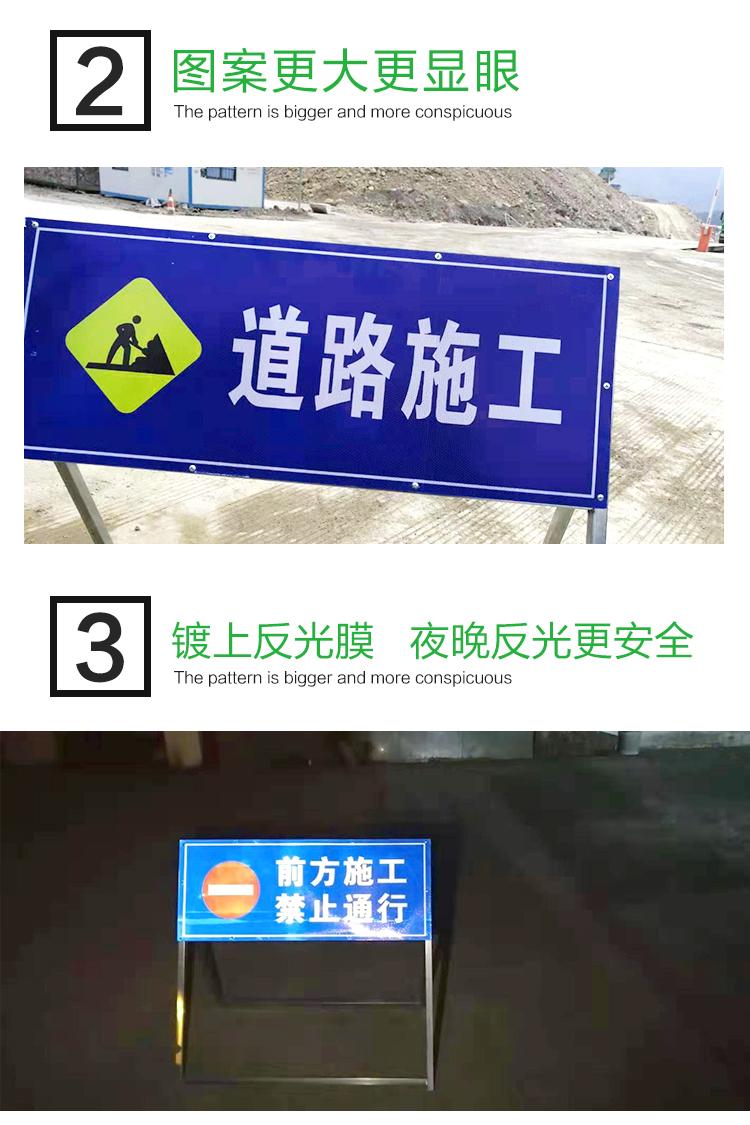 2
图案更大更显眼
The pattern is bigger and more conspicuous
道路施工
3
镀上反光膜 夜晚反光更安全
The pattern is bigger and more conspicuous
前方施工
禁止通行